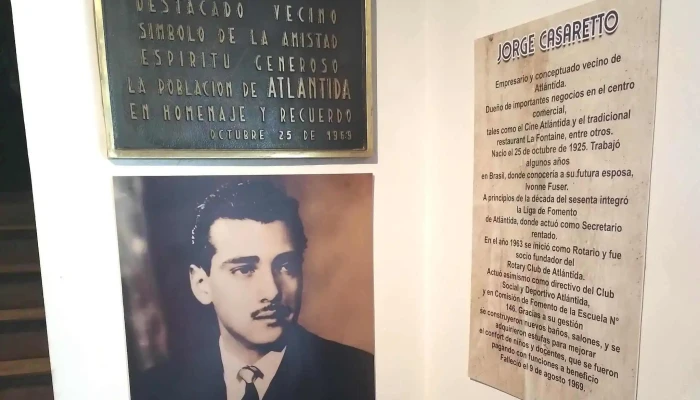 DESTACADO VECINO
SIMBOLO DE LA AMISTAD
ESPIRITU GENEROSO
LA POBLACION DE ATLANTIDA
EN HOMENAJE Y RECUERDO
OCTUBRE 25 DE 1969
JORGE CASARETTO
Empresario y conceptuado vecino de
Atlántida.
Dueño de importantes negocios en el centro
comercial,
tales como el Cine Atlántida y el tradicional
restaurant La Fontaine, entre otros.
Nació el 25 de octubre de 1925. Trabajó
algunos años
en Brasil, donde conocería a su futura esposa,
Ivonne Fuser.
A principios de la década del sesenta integró
la Liga de Fomento
de Atlántida, donde actuó como Secretario
rentado.
En el año 1963 se inició como Rotario y fue
socio fundador del
Rotary Club de Atlántida.
Actuó asimismo como directivo del Club
Social y Deportivo Atlántida,
y en Comisión de Fomento de la Escuela N°
146. Gracias a su gestión
se construyeron nuevos baños, salones, y se
adquirieron estufas para mejorar
el confort de niños y docentes, que se fueron
pagando con funciones a beneficio
Falleció el 9 de agosto 1969.